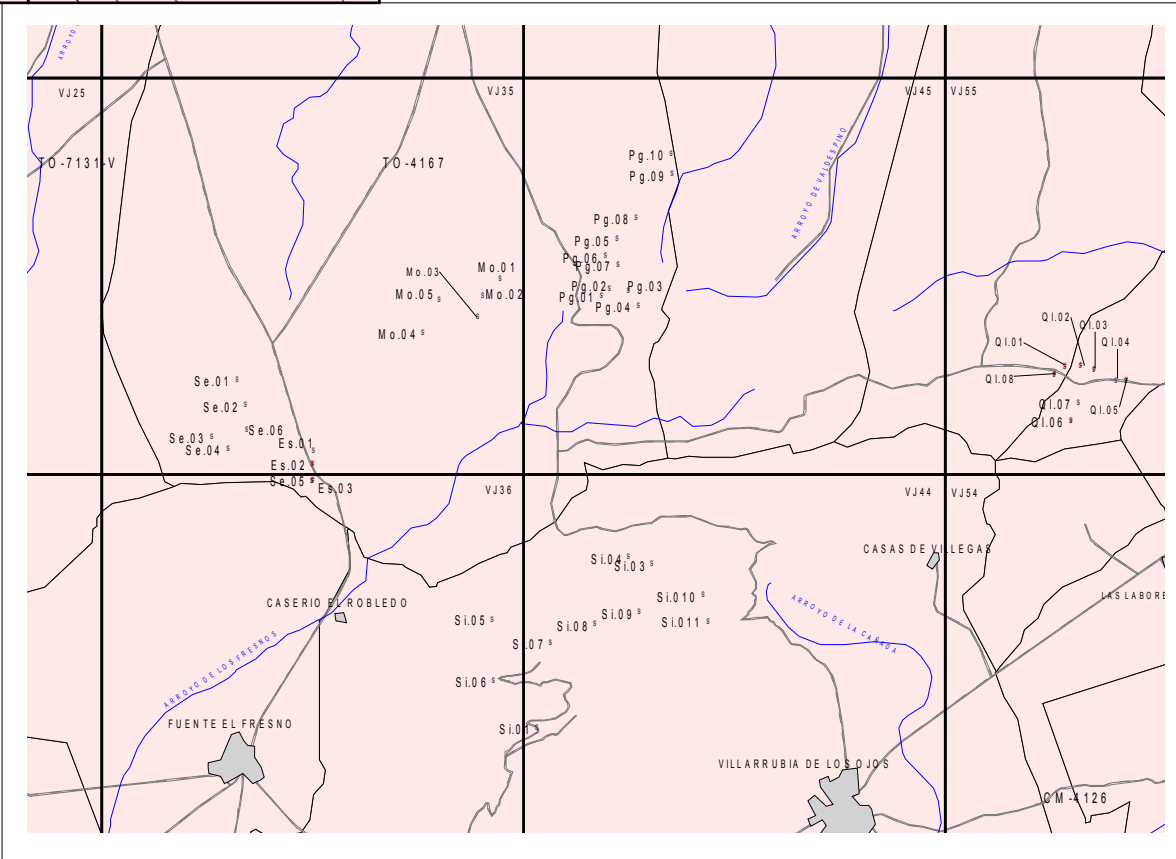 ARROYO DE
VJ25
VJ35
VJ45
VJ55
TO-7131-V
TO-4167
Pg.10
Pg.09
ARROYO DE VALDESPINO
Pg.08
Pg.05
Pg.06
Pg.07
Mo.03
Mo.01
Mo.05
Mo.02
Pg.02
Pg.03
Pg.01
Pg.04
Mo.04
Ql.02
Ql.03
Ql.01
Ql.04
Ql.08
Se.01
Se.02
Ql.07
Ql.05
Ql.06
Se.06
Se.03
Es.01
Se.04
Es.02
Se.05
Es.03
VJ36
VJ44
VJ54
CASAS DE VILLEGAS
Si.04
Si.03
LAS LABORE
CASERIO EL ROBLEDO
Si.010
ARROYO DE LA CAÑADA
Si.05
Si.08
Si.09
Si.011
ARROYO DE LOS FRESNOS
Si.07
Si.06
FUENTE EL FRESNO
Si.01
VILLARRUBIA DE LOS OJOS
CM-4126